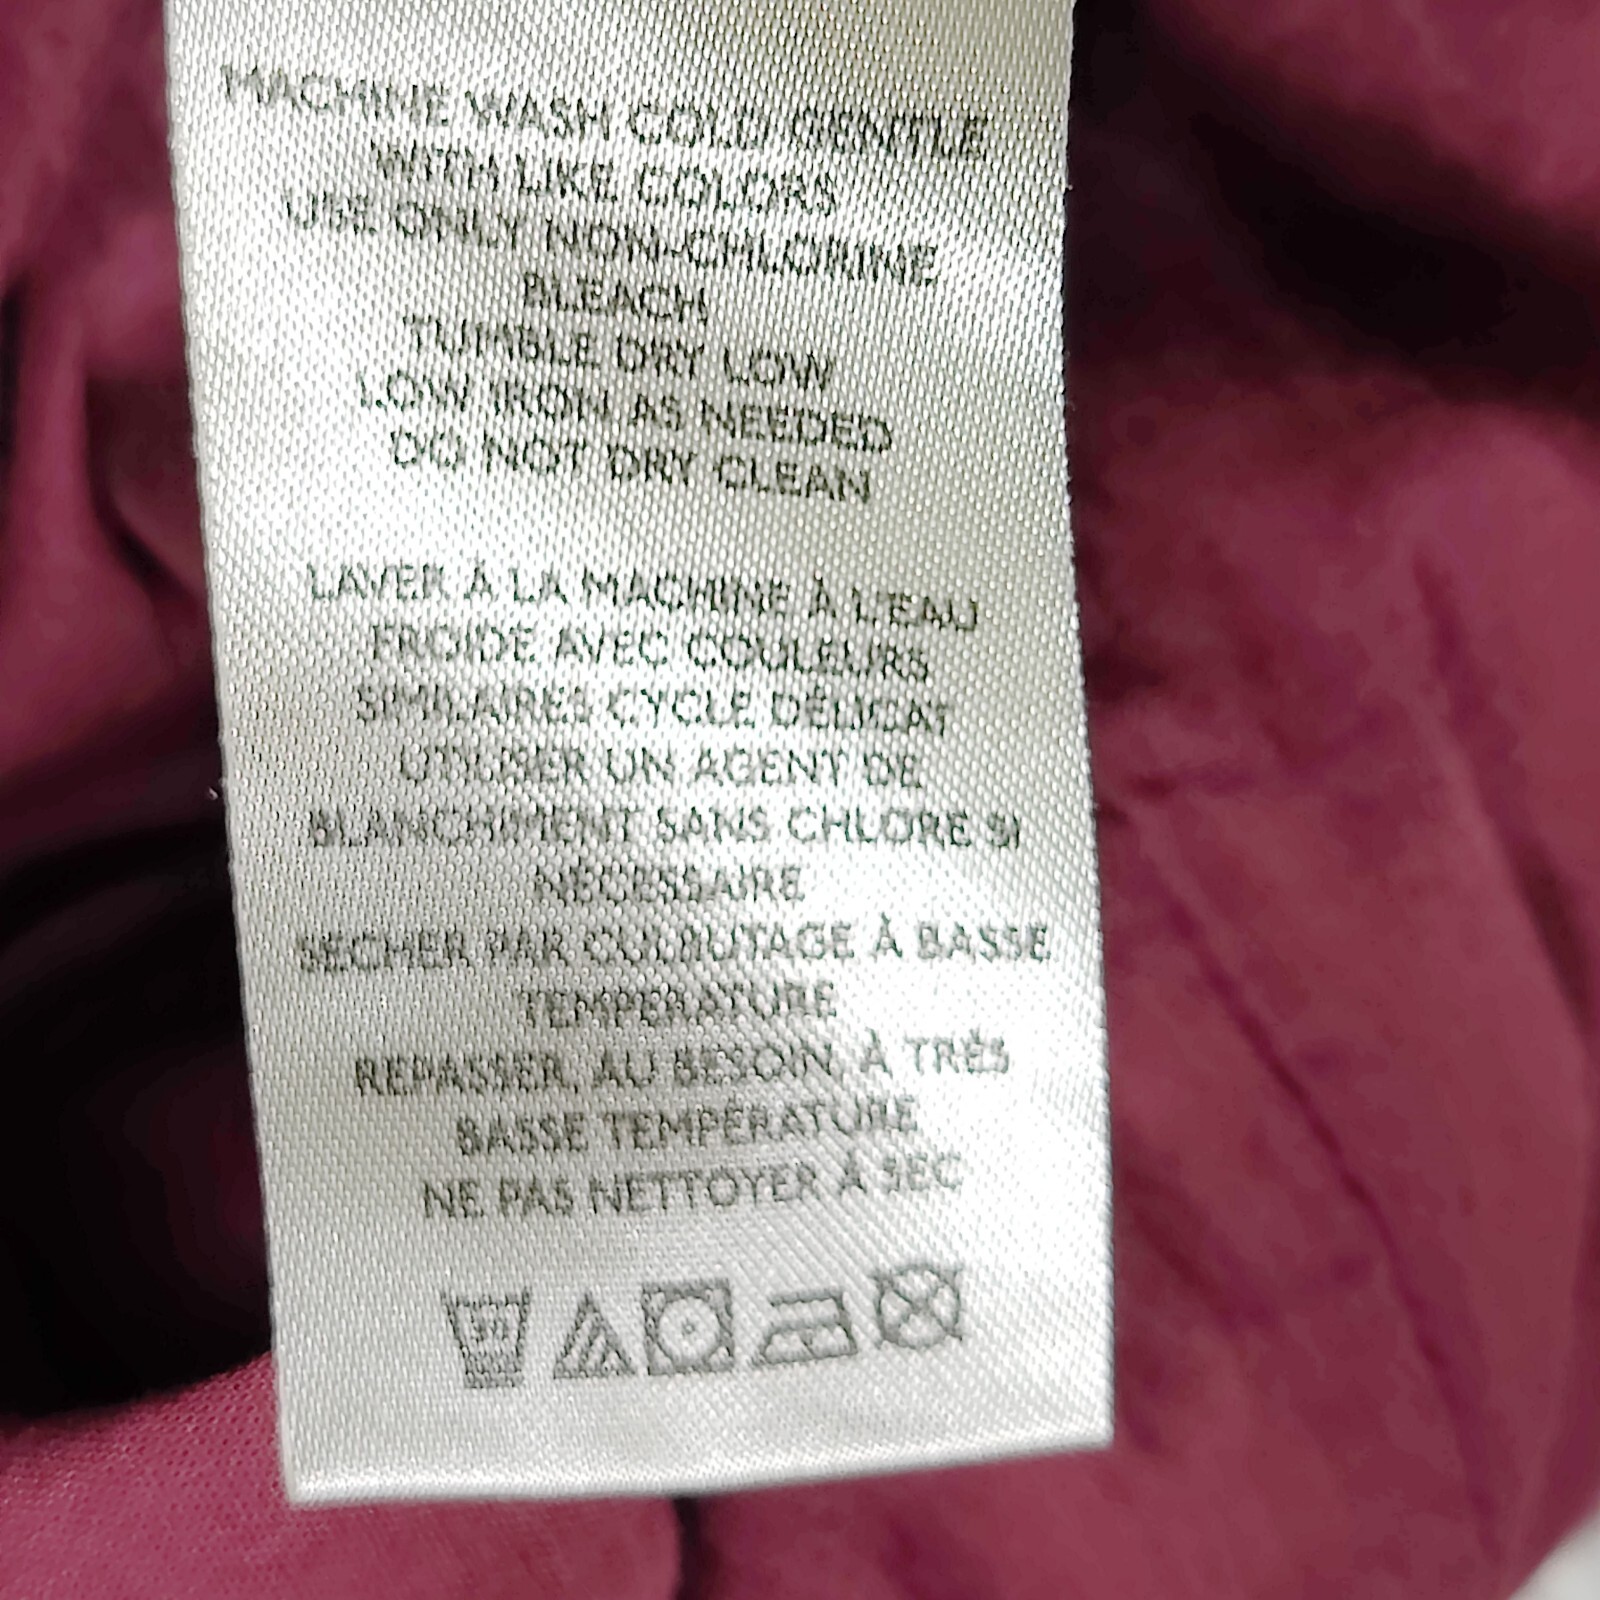 MACHINE WASH COLD GENTLE
WITH LIKE COLORS
USE ONLY NON-CHLORINE
BLEACH
TUMBLE DRY LOW
LOW IRON AS NEEDED
DO NOT DRY CLEAN
LAVER À LA MACHINE À L'EAU
FROIDE AVEC COULEURS
SIMILAIRES CYCLE DÉLICAT
UTILISER UN AGENT DE
BLANCHIMENT SANS CHLORE SI
NÉCESSAIRE
SÉCHER PAR CULBUTAGE À BASSE
TEMPÉRATURE
REPASSER, AU BESOIN, À TRÈS
BASSE TEMPÉRATURE
NE PAS NETTOYER À SEC
30